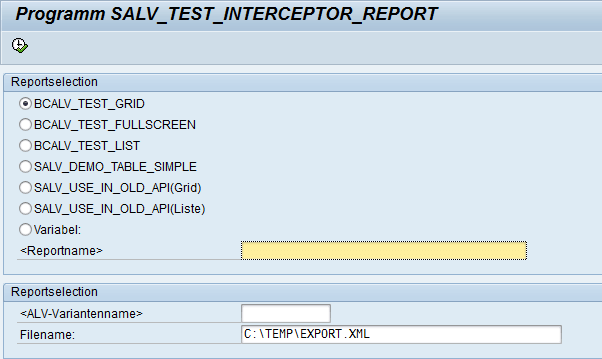 Programm SALV_TEST_INTERCEPTOR_REPORT
Reportselection
BCALV_TEST_GRID
BCALV_TEST_FULLSCREEN
BCALV_TEST_LIST
SALV_DEMO_TABLE_SIMPLE
SALV_USE_IN_OLD_API(Grid)
SALV_USE_IN_OLD_API(Liste)
Variabel:
<Reportname>
Reportselection
<ALV-Variantenname>
Filename: C:\TEMP\EXPORT.XML